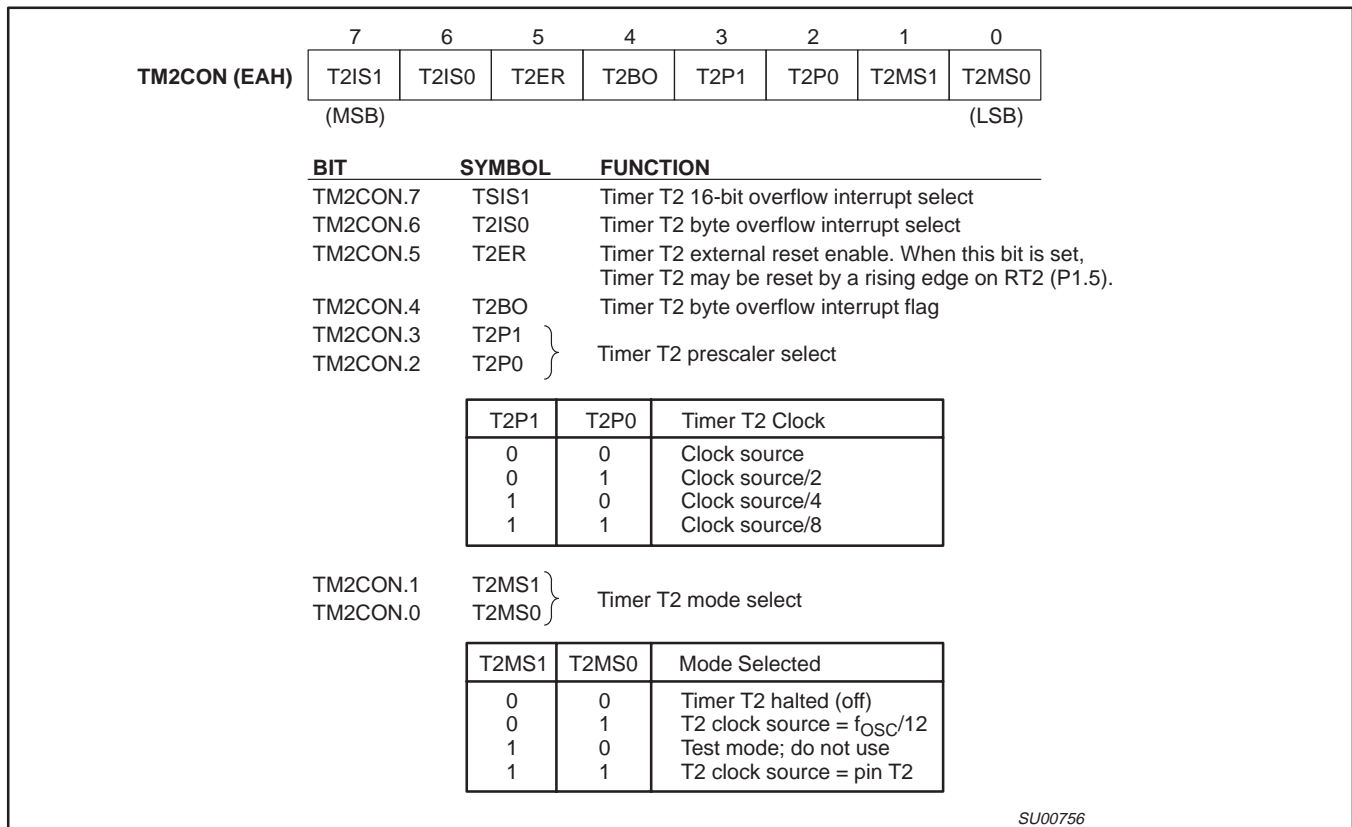 7 6 5 4 3 2 1 0
TM2CON (EAH) T2IS1 T2IS0 T2ER T2BO T2P1 T2P0 T2MS1 T2MS0
(MSB) (LSB)
BIT SYMBOL FUNCTION
TM2CON.7 TSIS1 Timer T2 16-bit overflow interrupt select
TM2CON.6 T2IS0 Timer T2 byte overflow interrupt select
TM2CON.5 T2ER Timer T2 external reset enable. When this bit is set,
Timer T2 may be reset by a rising edge on RT2 (P1.5).
TM2CON.4 T2BO Timer T2 byte overflow interrupt flag
TM2CON.3 T2P1
Timer T2 prescaler select
TM2CON.2 T2P0
T2P1 T2P0 Timer T2 Clock
0 0 Clock source
0 1 Clock source/2
1 0 Clock source/4
1 1 Clock source/8
TM2CON.1 T2MS1
Timer T2 mode select
TM2CON.0 T2MS0
T2MS1 T2MS0 Mode Selected
0 0 Timer T2 halted (off)
0 1 T2 clock source = fOSC/12
1 0 Test mode; do not use
1 1 T2 clock source = pin T2
SU00756